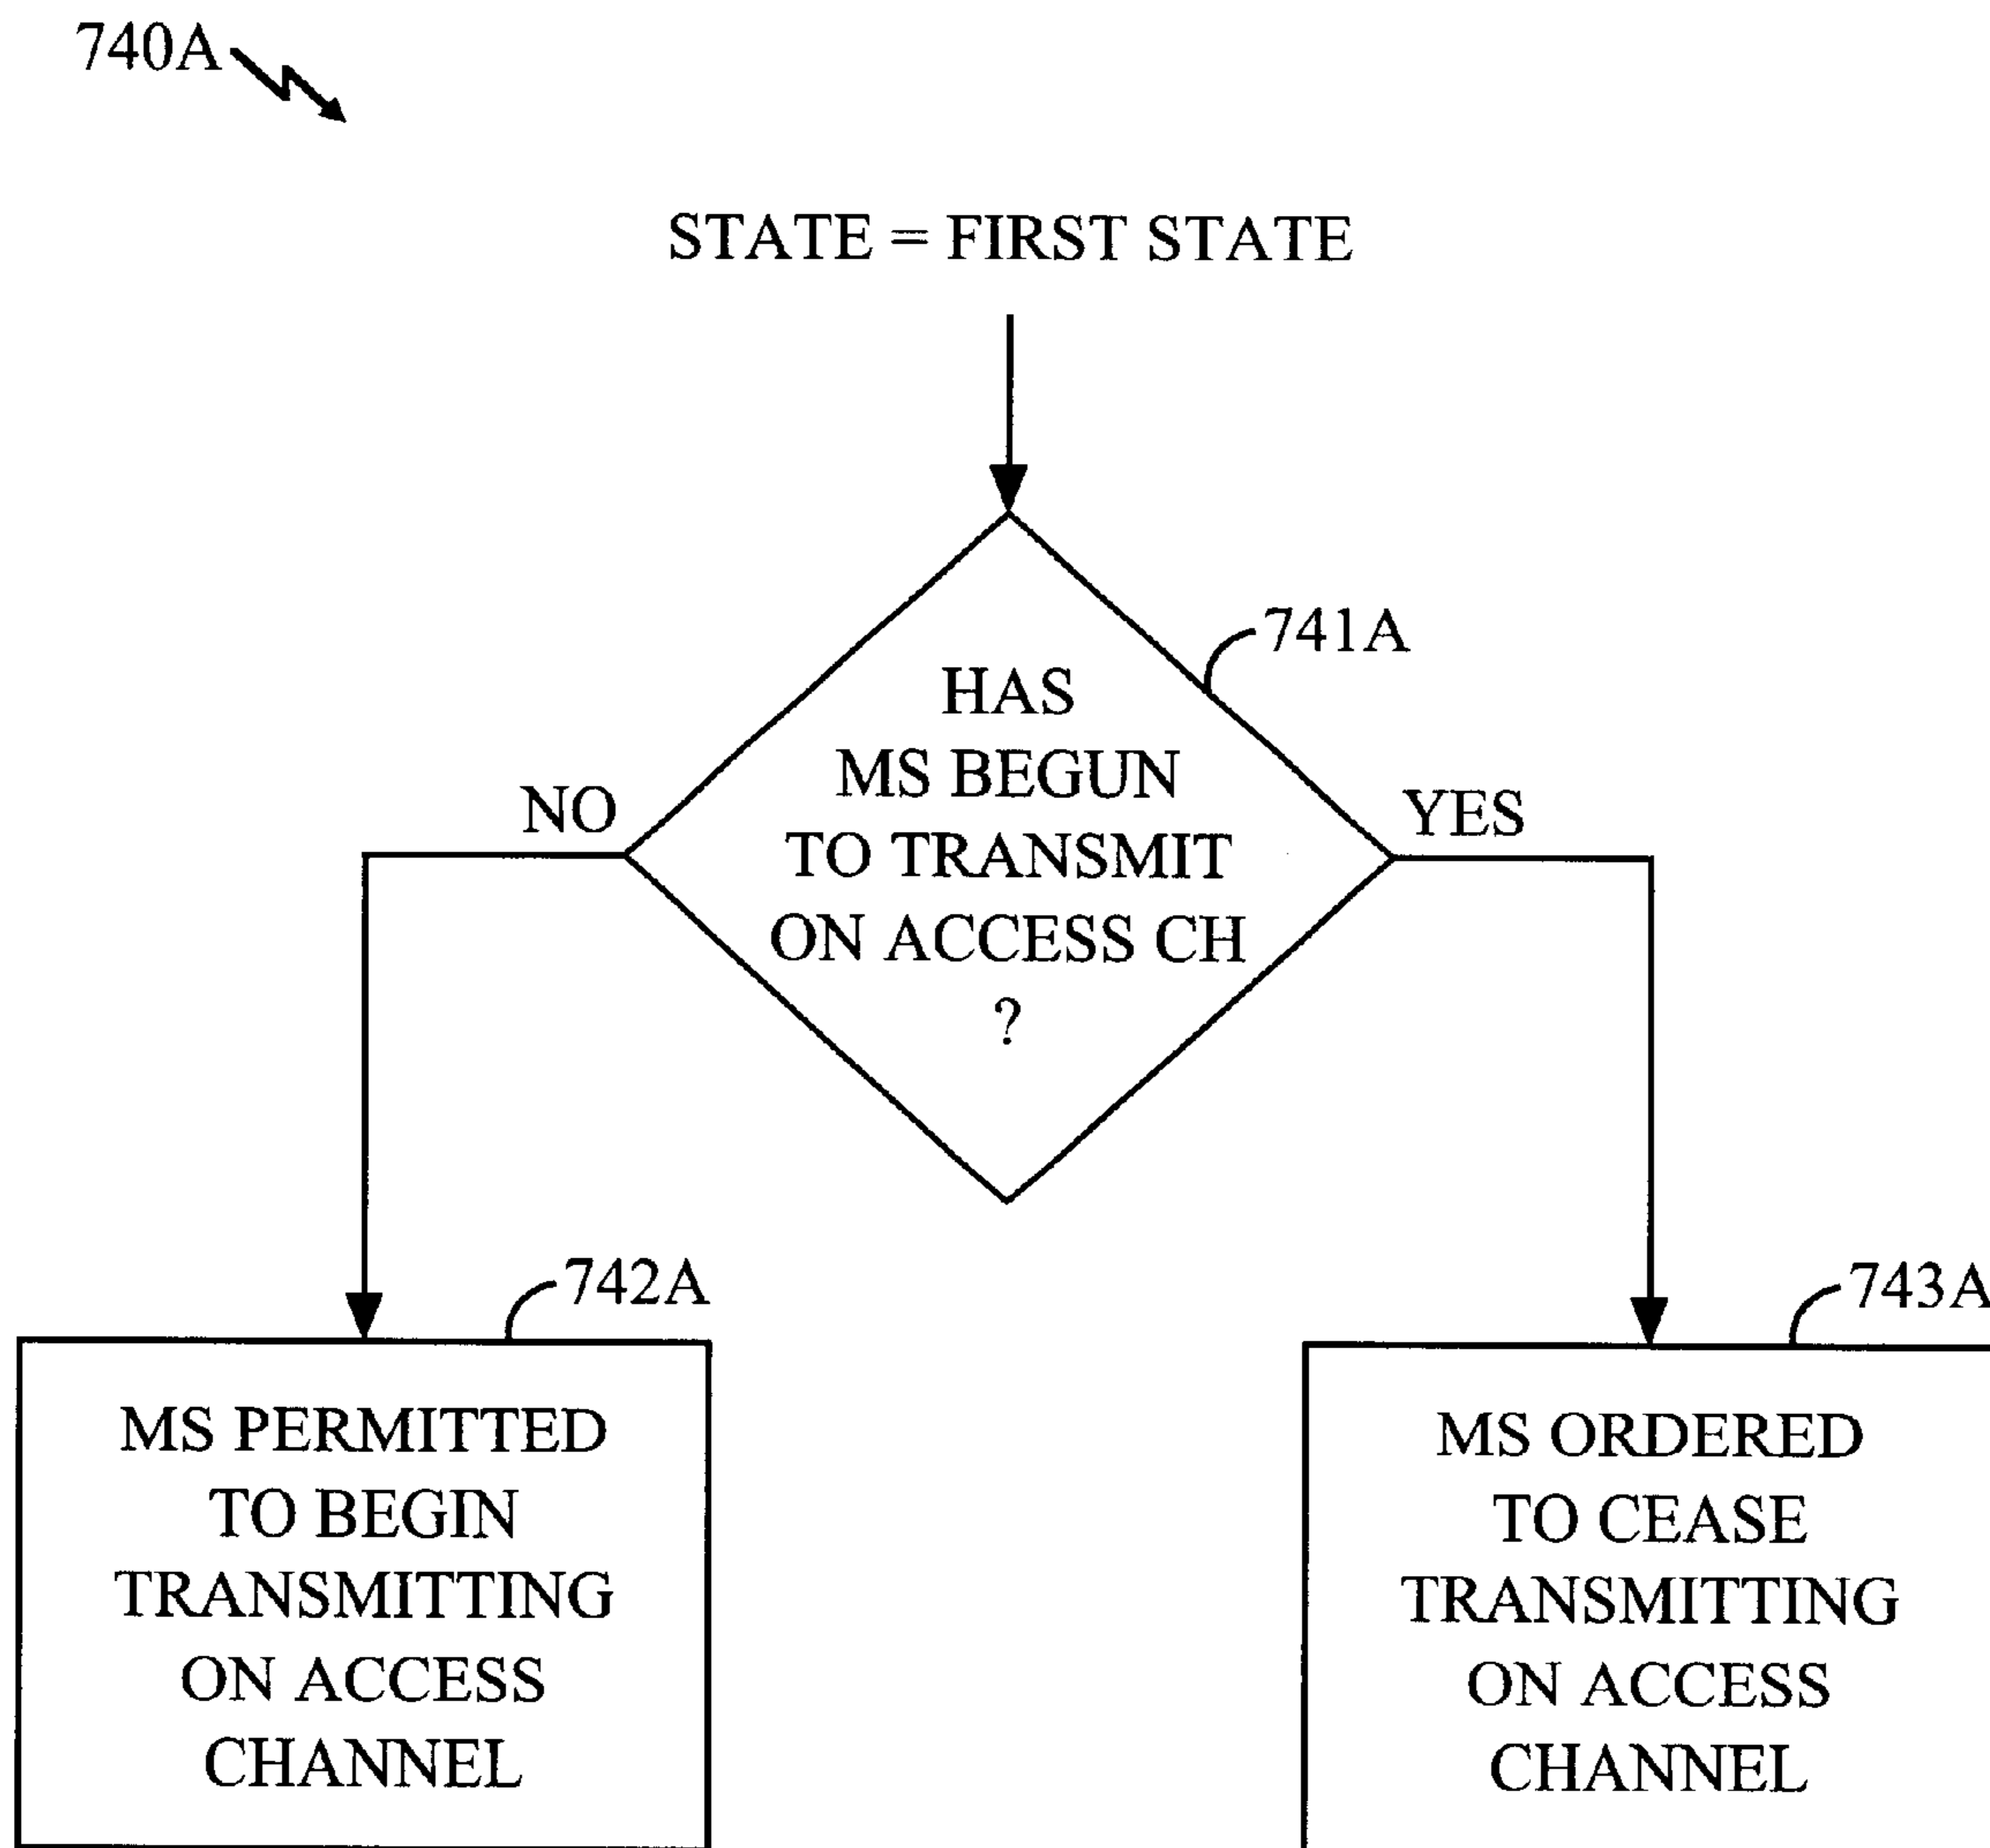 740A
STATE = FIRST STATE
741A
HAS
MS BEGUN
TO TRANSMIT
ON ACCESS CH
?
NO
YES
742A
MS PERMITTED
TO BEGIN
TRANSMITTING
ON ACCESS
CHANNEL
743A
MS ORDERED
TO CEASE
TRANSMITTING
ON ACCESS
CHANNEL